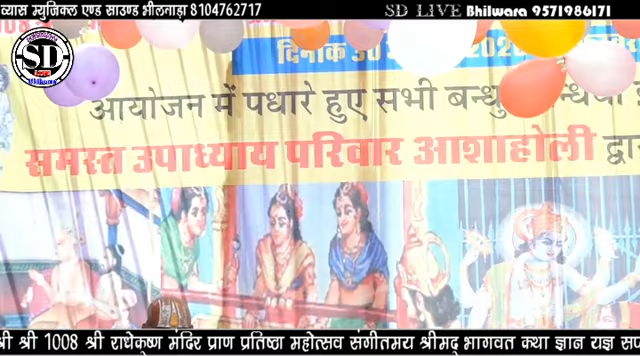 व्यास म्युजिकल एण्ड साउण्ड भीलवाड़ा 8104762717
SD LIVE Bhilwara 9571986171
SD
दिनांक
आयोजन में पधारे हुए सभी
समस्त उपाध्याय परिवार आशाहोली
श्री श्री 1008 श्री राधेकृष्ण मंदिर प्राण प्रतिष्ठा महोत्सव संगीतमय श्रीमद् भागवत कथा ज्ञान यज्ञ